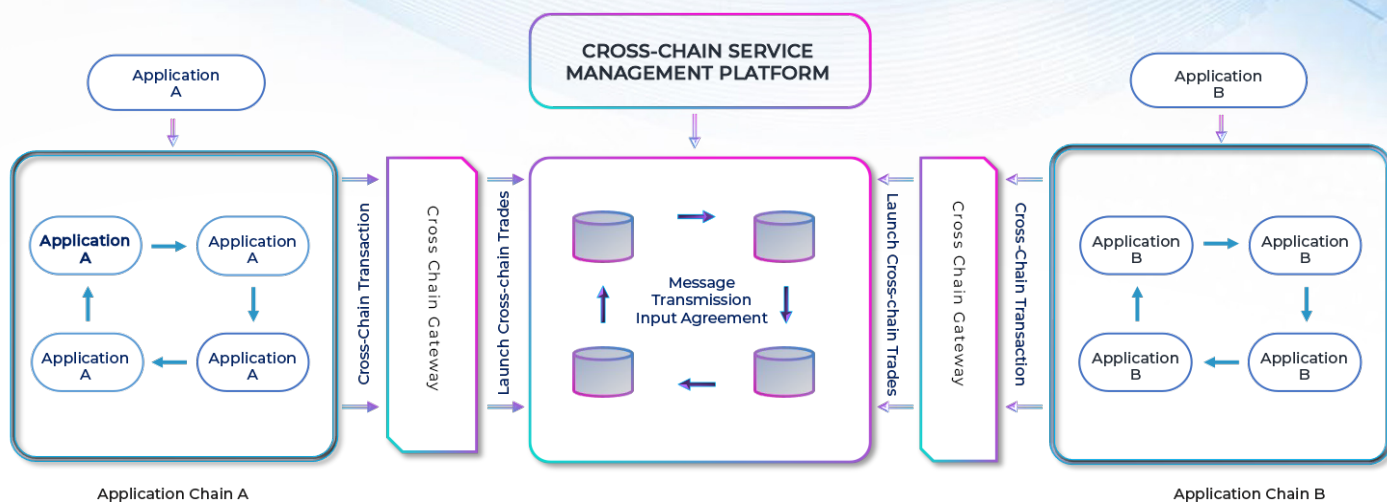 CROSS-CHAIN SERVICE
MANAGEMENT PLATFORM
Application
A
Application
B
Application
A
Application
A
Application
A
Application
A
Cross-Chain Transaction
Cross Chain Gateway
Launch Cross-chain Trades
Message
Transmission
Input Agreement
Launch Cross-chain Trades
Cross Chain Gateway
Cross-Chain Transaction
Application
B
Application
B
Application
B
Application
B
Application Chain A
Application Chain B